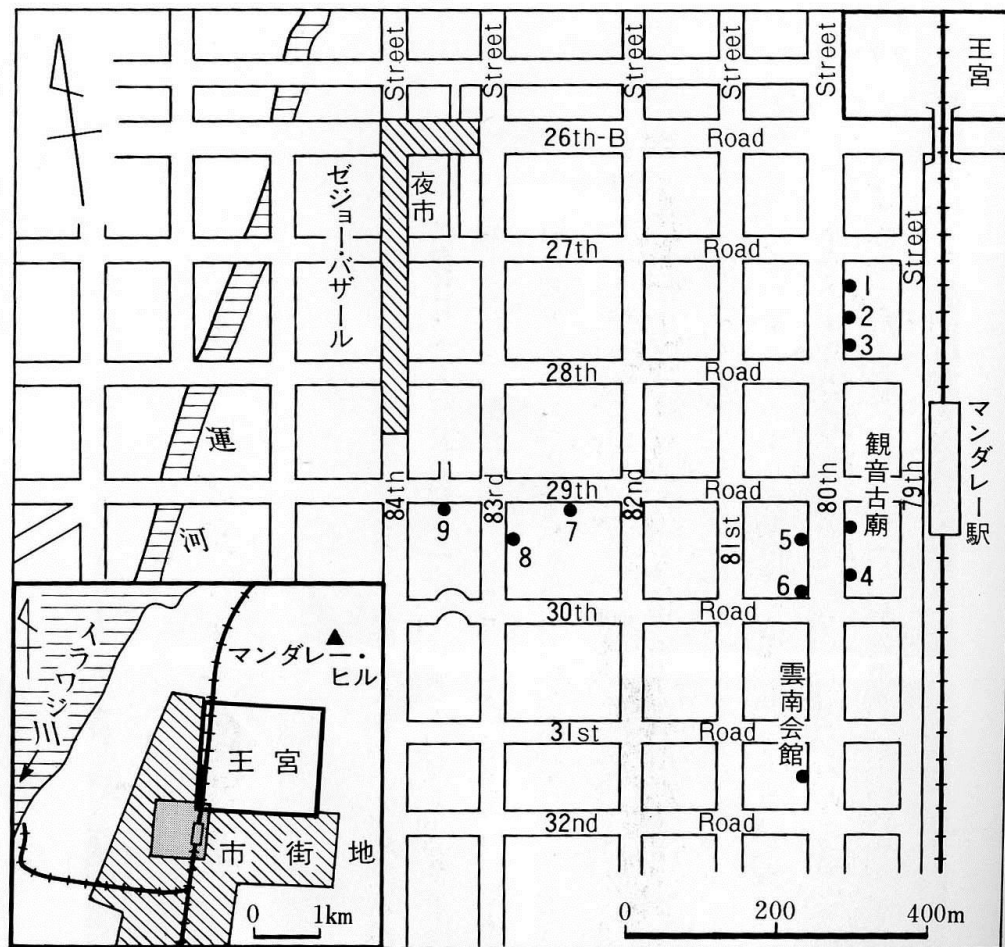 Street
Street
Street
Street
Street
王宮
26th-B Road
ゼジョー・バザール
夜市
27th Road
Street
1
2
3
28th Road
運河
観音古廟
マンダレー駅
84th
83rd
29th Road
82nd
81st
80th
79th
9
8
7
5
6
4
30th Road
雲南会館
31st Road
32nd Road
0 200 400m
イラワジ川
マンダレー・ヒル
王宮
市街地
0 1km